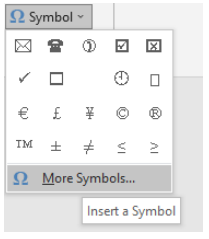 Ω Symbol
✉ ☎ ✆ ☑ ☒
✓ □ 🕘 □
€ £ ¥ © ®
™ ± ≠ ≤ ≥
Ω More Symbols...
Insert a Symbol